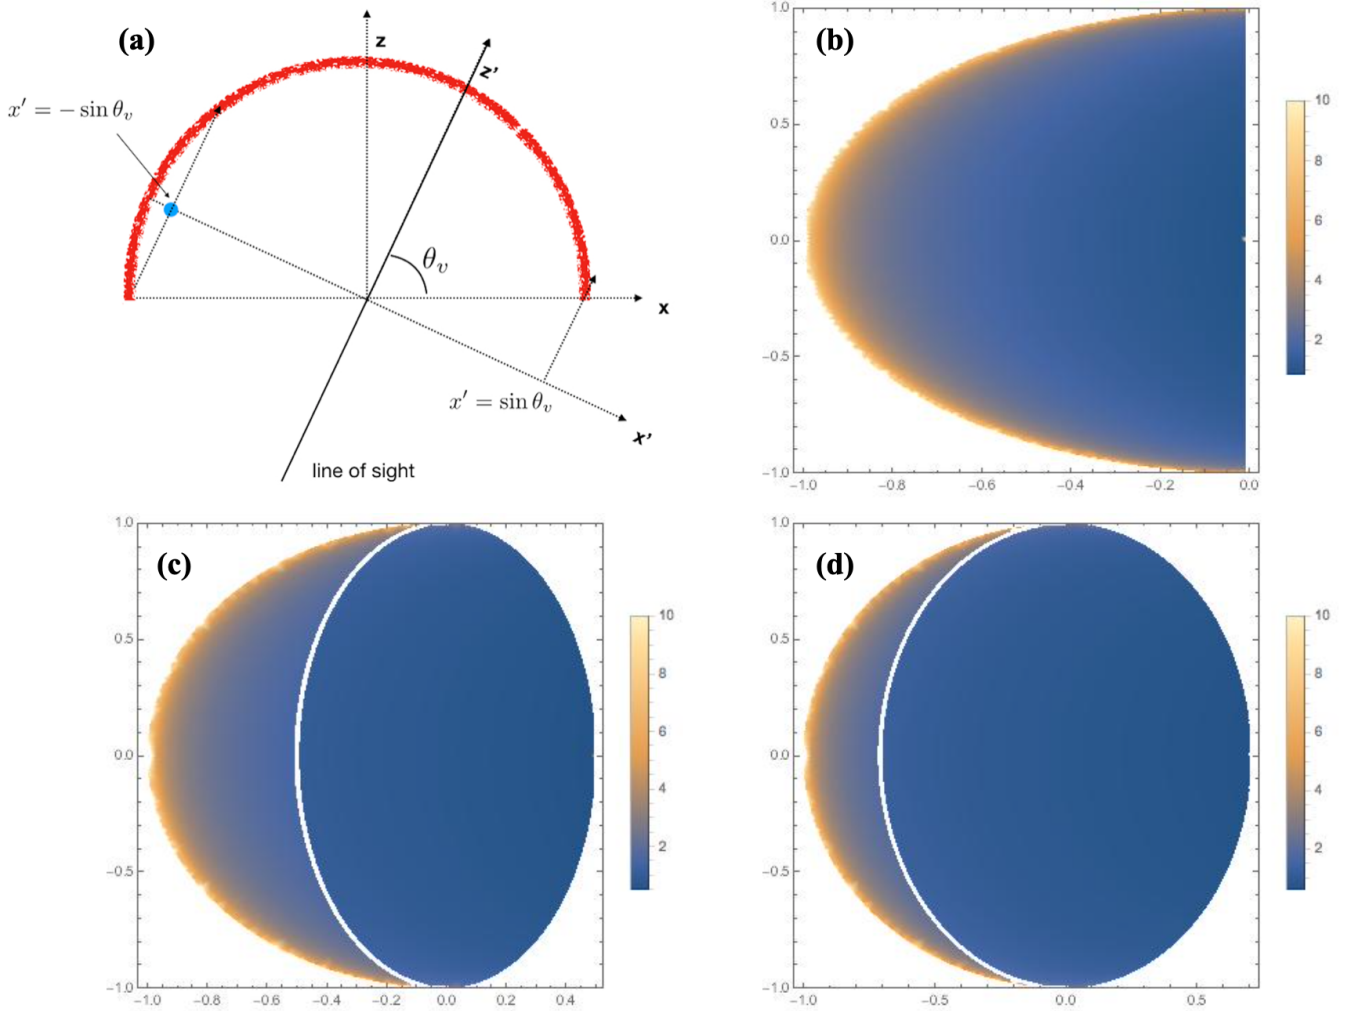 (a)
z
z'
x' = − sin θv
θv
x
x' = sin θv
x'
line of sight
(b)
1.0
0.5
0.0
−0.5
−1.0
−1.0 −0.8 −0.6 −0.4 −0.2 0.0
10
8
6
4
2
(c)
1.0
0.5
0.0
−0.5
−1.0
−1.0 −0.8 −0.6 −0.4 −0.2 0.0 0.2 0.4
10
8
6
4
2
(d)
1.0
0.5
0.0
−0.5
−1.0
−1.0 −0.5 0.0 0.5
10
8
6
4
2